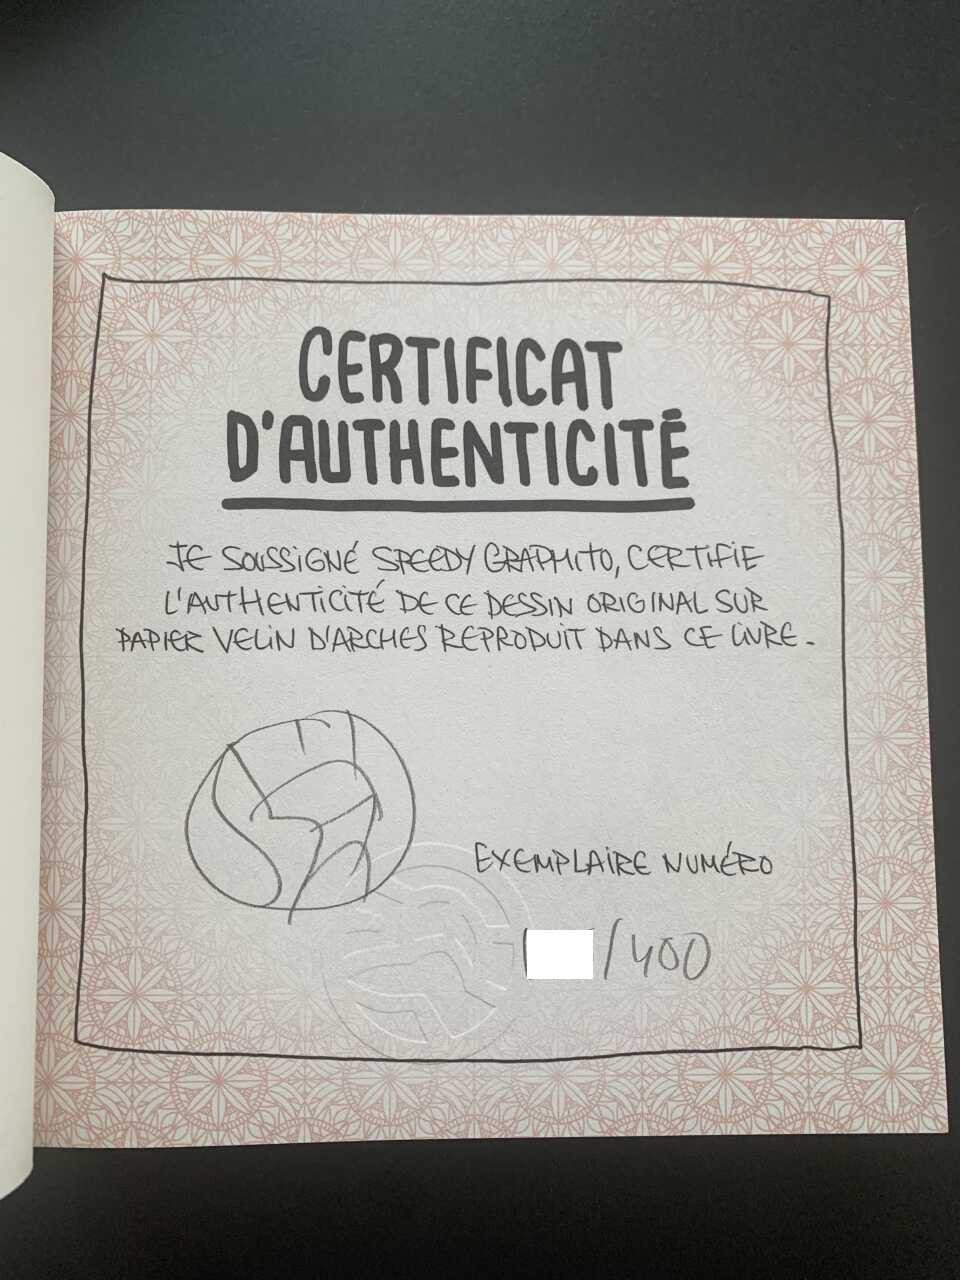 CERTIFICAT
D'AUTHENTICITÉ
JE SOUSSIGNÉ SPEEDY GRAPHITO, CERTIFIE
L'AUTHENTICITÉ DE CE DESSIN ORIGINAL SUR
PAPIER VELIN D'ARCHES REPRODUIT DANS CE LIVRE.
EXEMPLAIRE NUMÉRO
/400